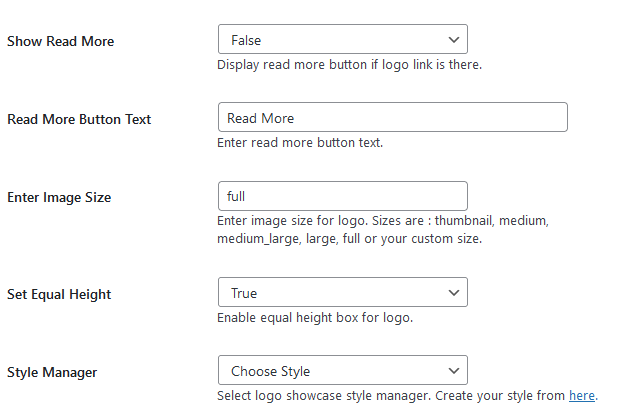 Show Read More
False
Display read more button if logo link is there.
Read More Button Text
Read More
Enter read more button text.
Enter Image Size
full
Enter image size for logo. Sizes are : thumbnail, medium,
medium_large, large, full or your custom size.
Set Equal Height
True
Enable equal height box for logo.
Style Manager
Choose Style
Select logo showcase style manager. Create your style from here.